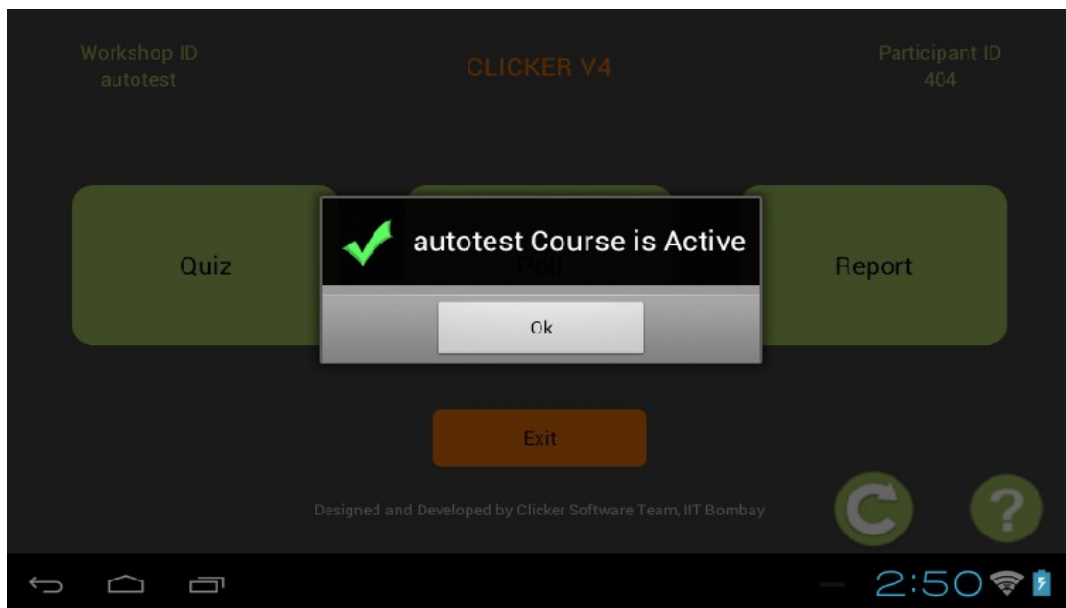 Workshop ID
autotest
CLICKER V4
Participant ID
404
autotest Course is Active
Quiz
Poll
Report
Ok
Exit
Designed and Developed by Clicker Software Team, IIT Bombay
C
?
2:50